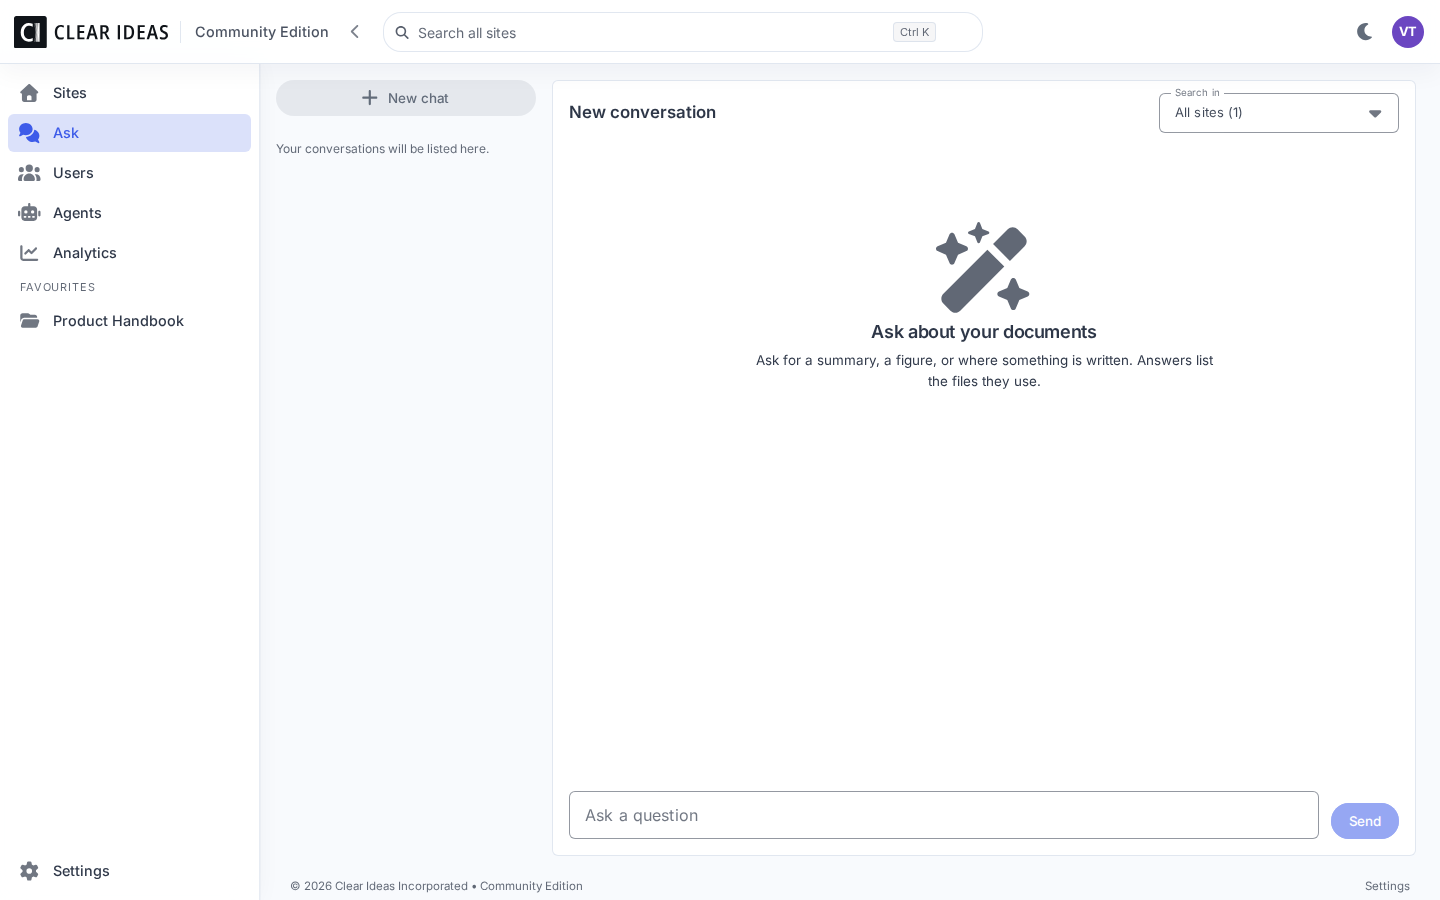 CI CLEAR IDEAS
Community Edition
Search all sites
Ctrl K
VT
Sites
Ask
Users
Agents
Analytics
FAVOURITES
Product Handbook
Settings
New chat
Your conversations will be listed here.
New conversation
Search in
All sites (1)
Ask about your documents
Ask for a summary, a figure, or where something is written. Answers list
the files they use.
Ask a question
Send
© 2026 Clear Ideas Incorporated • Community Edition
Settings